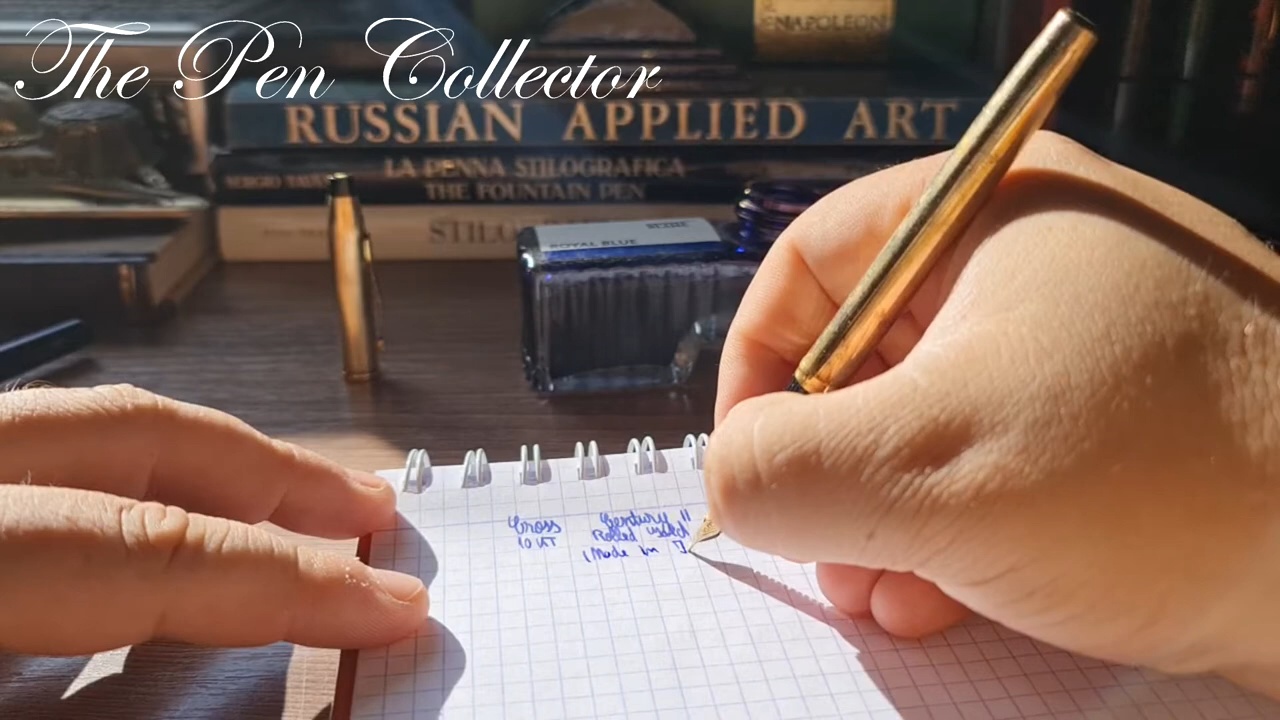 The Pen Collector
NAPOLEON
RUSSIAN APPLIED ART
LA PENNA STILOGRAFICA
THE FOUNTAIN PEN
ROYAL BLUE
Cross Century II
10 KT Rolled
(Made in